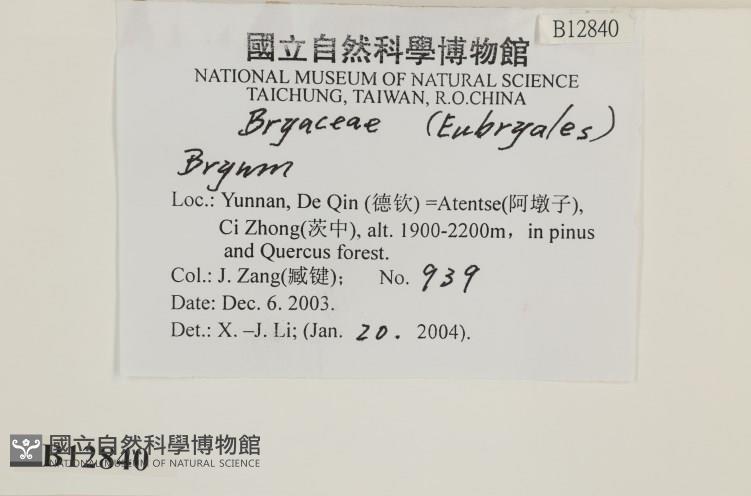 B12840
國立自然科學博物館
NATIONAL MUSEUM OF NATURAL SCIENCE
TAICHUNG, TAIWAN, R.O.CHINA
Bryaceae (Eubryales)
Bryum
Loc.: Yunnan, De Qin (德钦) =Atentse(阿墩子),
Ci Zhong(茨中), alt. 1900-2200m, in pinus
and Quercus forest.
Col.: J. Zang(臧键); No. 939
Date: Dec. 6. 2003.
Det.: X. –J. Li; (Jan. 20. 2004).
國立自然科學博物館
NATIONAL MUSEUM OF NATURAL SCIENCE
B12840